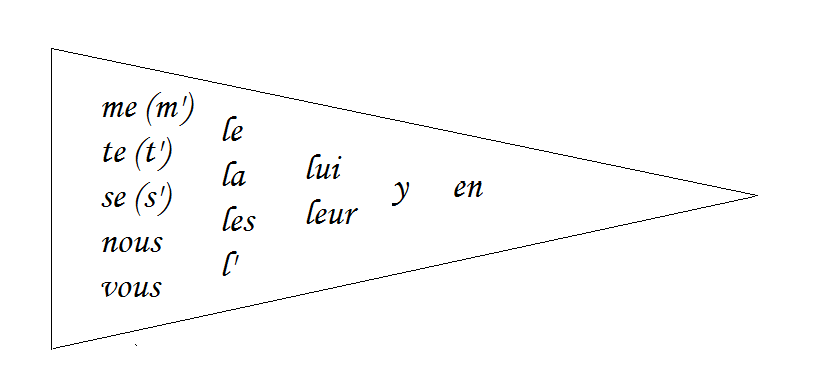 me (m')
te (t')
se (s')
nous
vous
le
la
les
l'
lui
leur
y
en